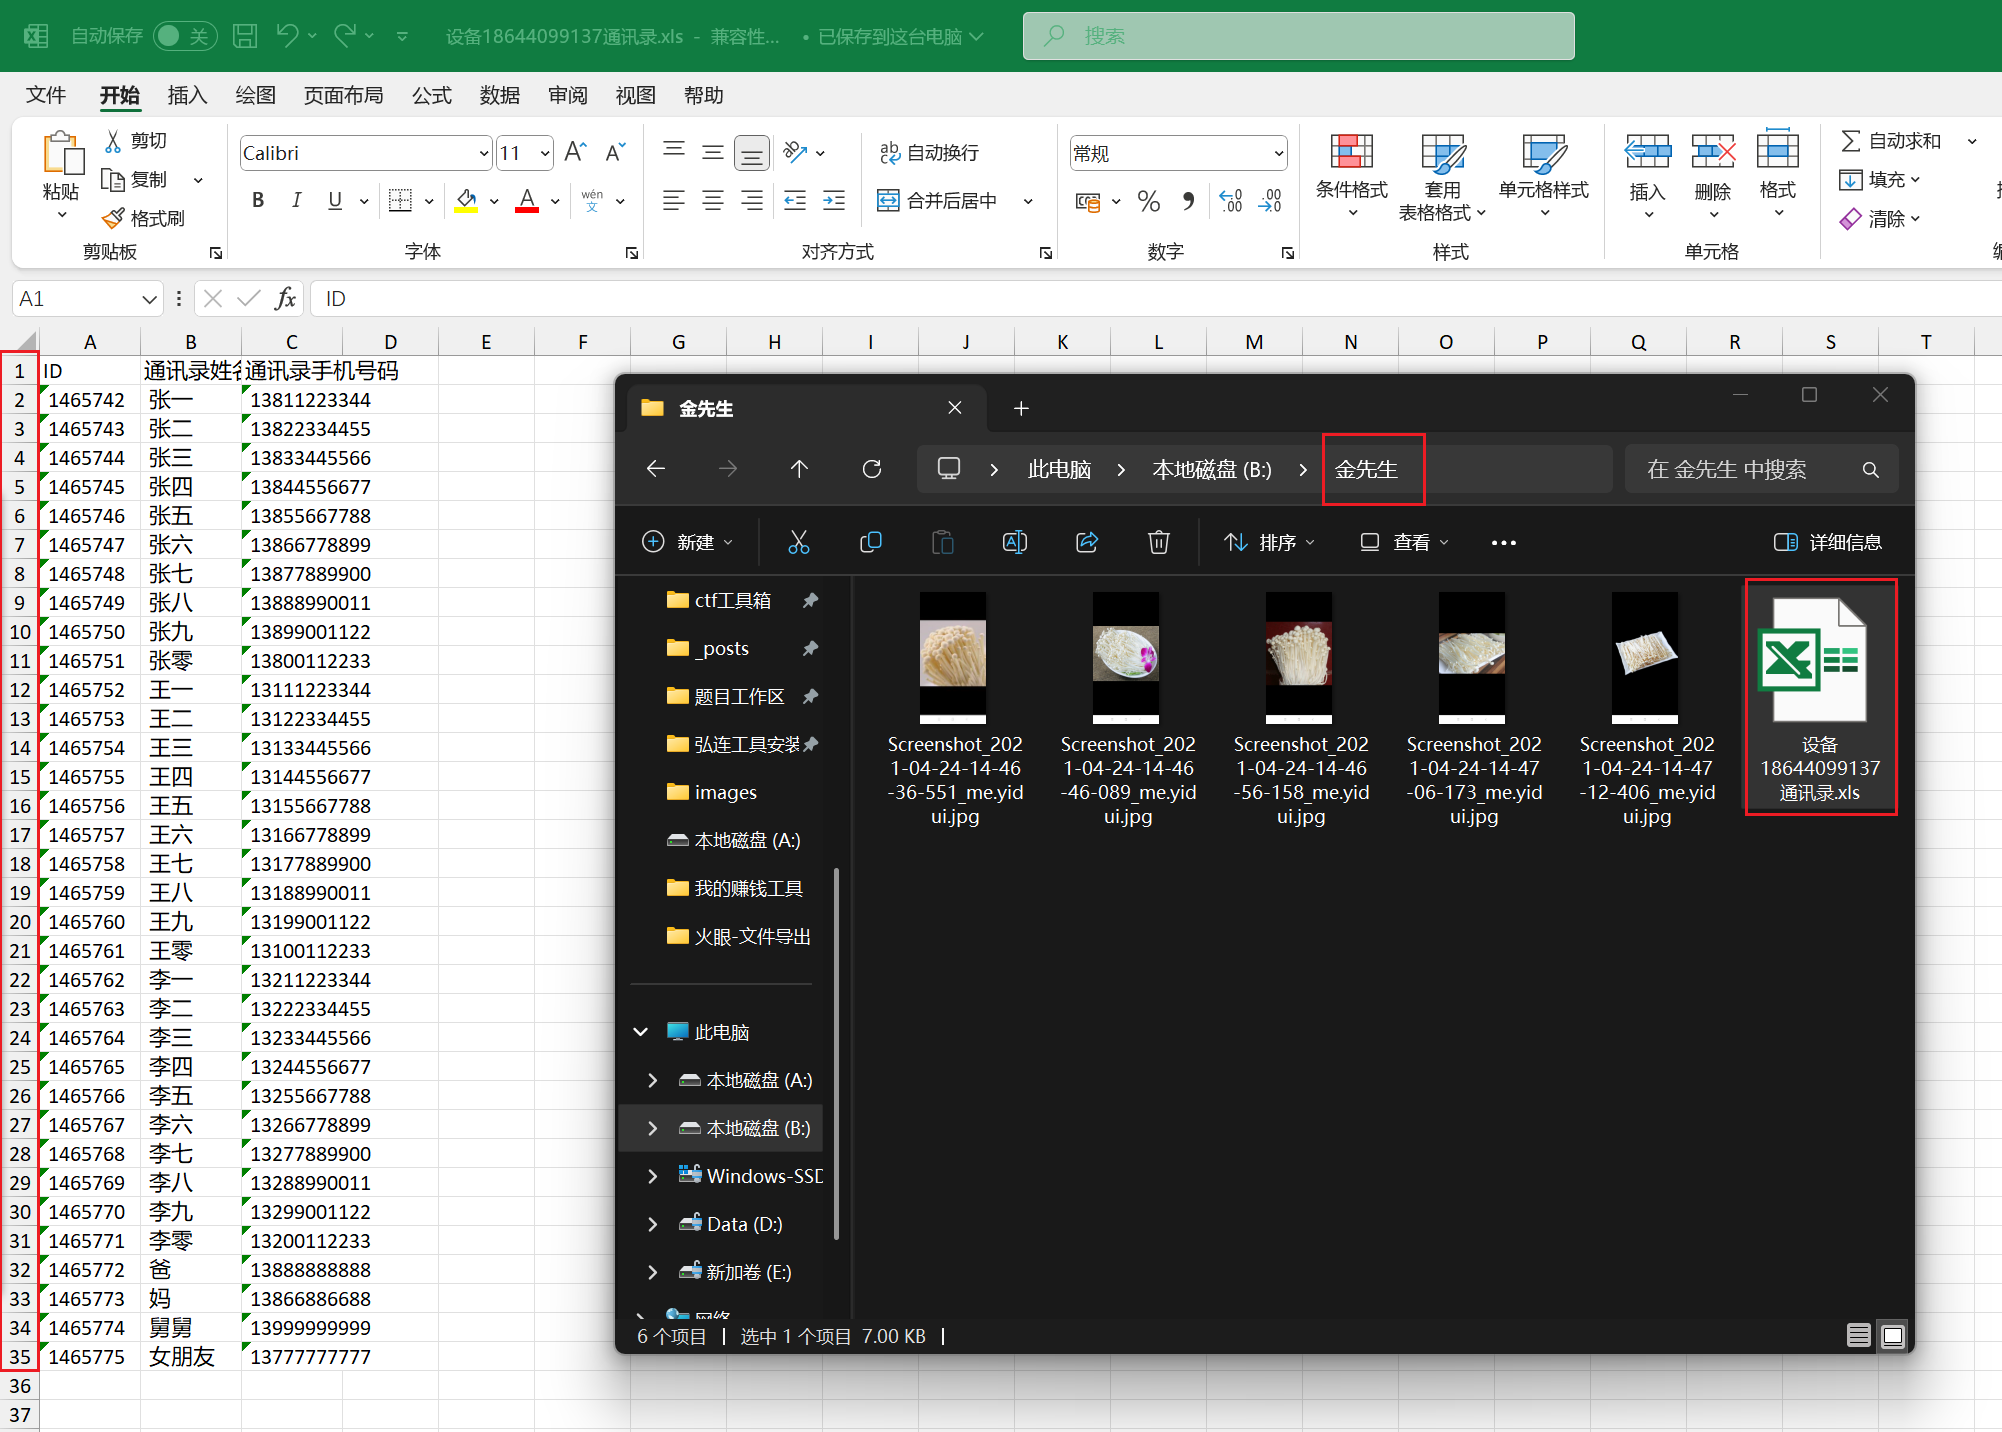 自动保存 关 设备18644099137通讯录.xls - 兼容性... • 已保存到这台电脑 搜索
文件 开始 插入 绘图 页面布局 公式 数据 审阅 视图 帮助
粘贴 剪切 复制 格式刷 剪贴板
Calibri 11 B I U A wén 文 字体
ab 自动换行 合并后居中 对齐方式
常规 % 数字
条件格式 套用 表格格式 单元格样式 样式
插入 删除 格式 单元格
自动求和 填充 清除
A1 fx ID
A B C D E F G H I J K L M N O P Q R S T
1 ID 通讯录姓 通讯录手机号码
2 1465742 张一 13811223344
3 1465743 张二 13822334455
4 1465744 张三 13833445566
5 1465745 张四 13844556677
6 1465746 张五 13855667788
7 1465747 张六 13866778899
8 1465748 张七 13877889900
9 1465749 张八 13888990011
10 1465750 张九 13899001122
11 1465751 张零 13800112233
12 1465752 王一 13111223344
13 1465753 王二 13122334455
14 1465754 王三 13133445566
15 1465755 王四 13144556677
16 1465756 王五 13155667788
17 1465757 王六 13166778899
18 1465758 王七 13177889900
19 1465759 王八 13188990011
20 1465760 王九 13199001122
21 1465761 王零 13100112233
22 1465762 李一 13211223344
23 1465763 李二 13222334455
24 1465764 李三 13233445566
25 1465765 李四 13244556677
26 1465766 李五 13255667788
27 1465767 李六 13266778899
28 1465768 李七 13277889900
29 1465769 李八 13288990011
30 1465770 李九 13299001122
31 1465771 李零 13200112233
32 1465772 爸 13888888888
33 1465773 妈 13866886688
34 1465774 舅舅 13999999999
35 1465775 女朋友 13777777777
36
37
金先生
此电脑 > 本地磁盘 (B:) > 金先生 在 金先生 中搜索
新建 排序 查看 ••• 详细信息
ctf工具箱
_posts
题目工作区
弘连工具安装
images
本地磁盘 (A:)
我的赚钱工具
火眼-文件导出
此电脑
本地磁盘 (A:)
本地磁盘 (B:)
Windows-SSD
Data (D:)
新加卷 (E:)
网络
Screenshot_202
1-04-24-14-46
-36-551_me.yid
ui.jpg
Screenshot_202
1-04-24-14-46
-46-089_me.yid
ui.jpg
Screenshot_202
1-04-24-14-46
-56-158_me.yid
ui.jpg
Screenshot_202
1-04-24-14-47
-06-173_me.yid
ui.jpg
Screenshot_202
1-04-24-14-47
-12-406_me.yid
ui.jpg
设备
18644099137
通讯录.xls
6 个项目 | 选中 1 个项目 7.00 KB |